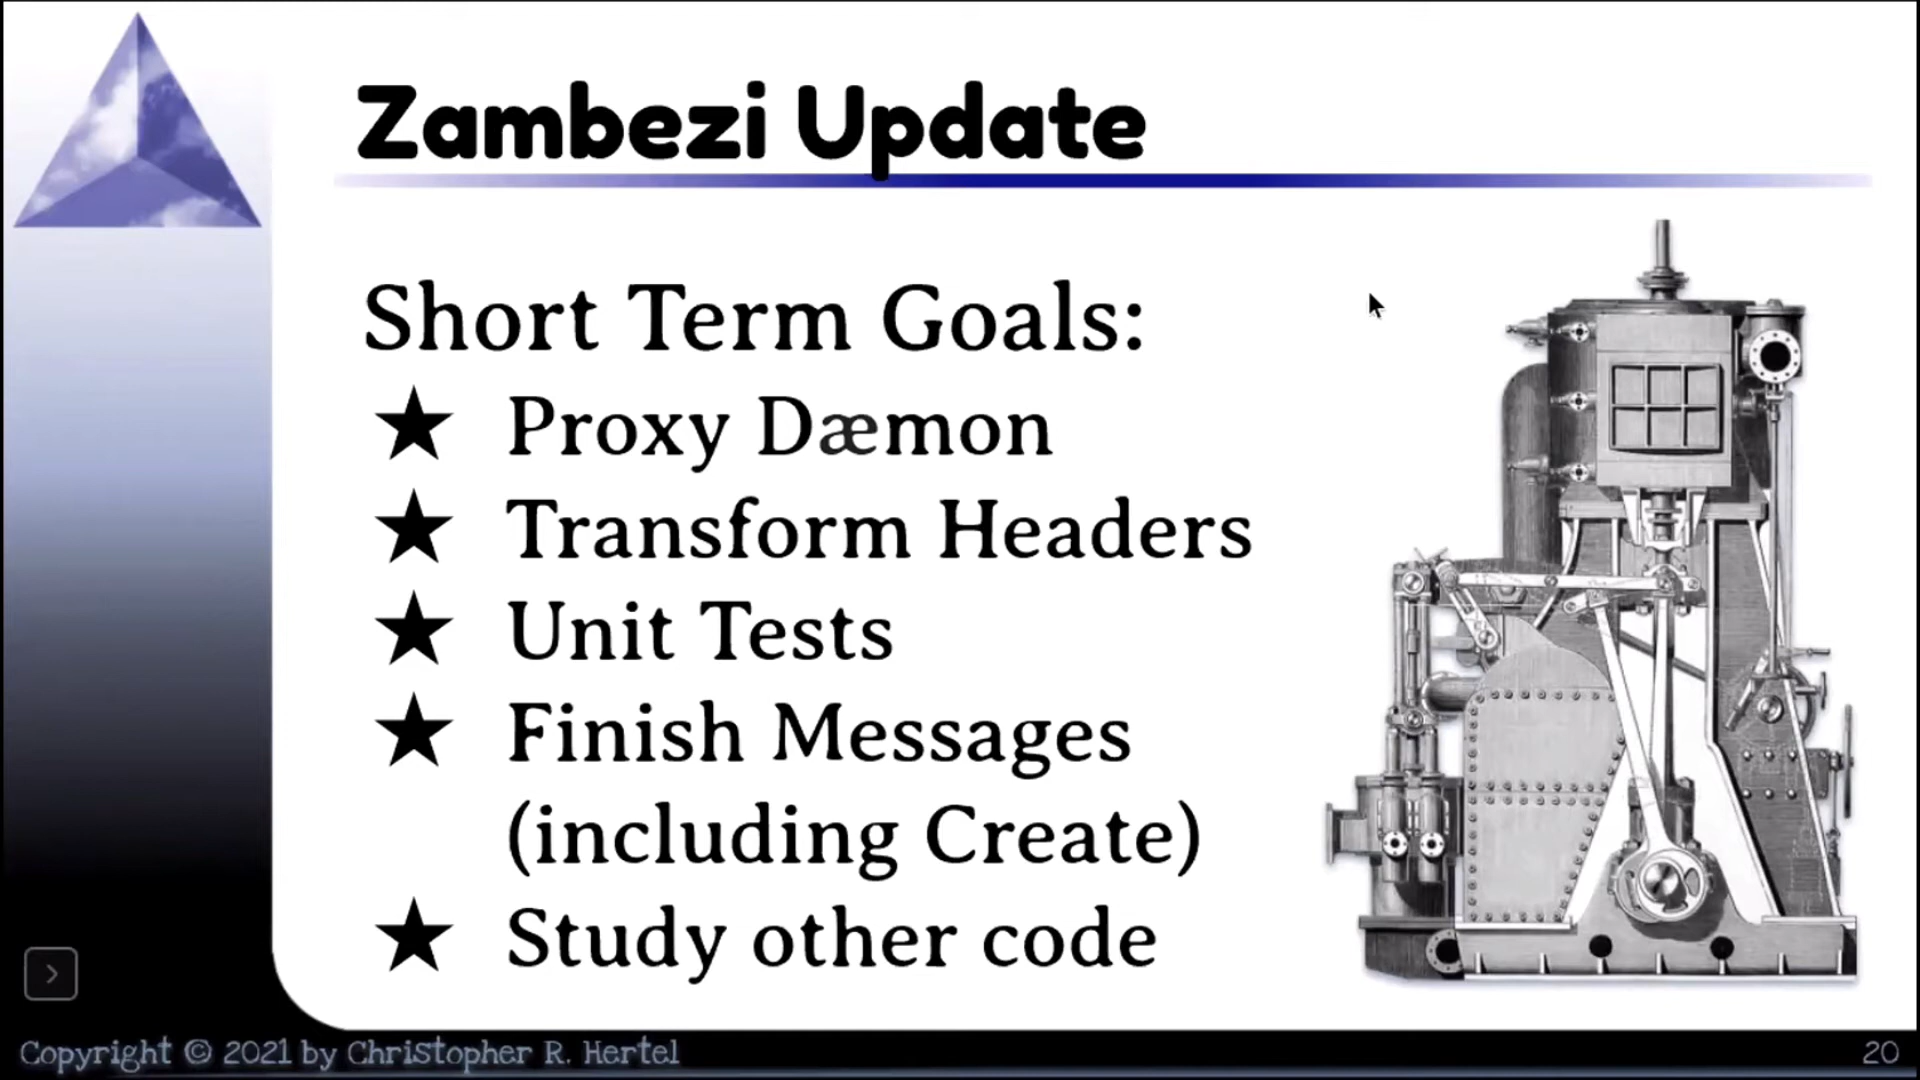 Zambezi Update
Short Term Goals:
★ Proxy Dæmon
★ Transform Headers
★ Unit Tests
★ Finish Messages
(including Create)
★ Study other code
Copyright © 2021 by Christopher R. Hertel
20